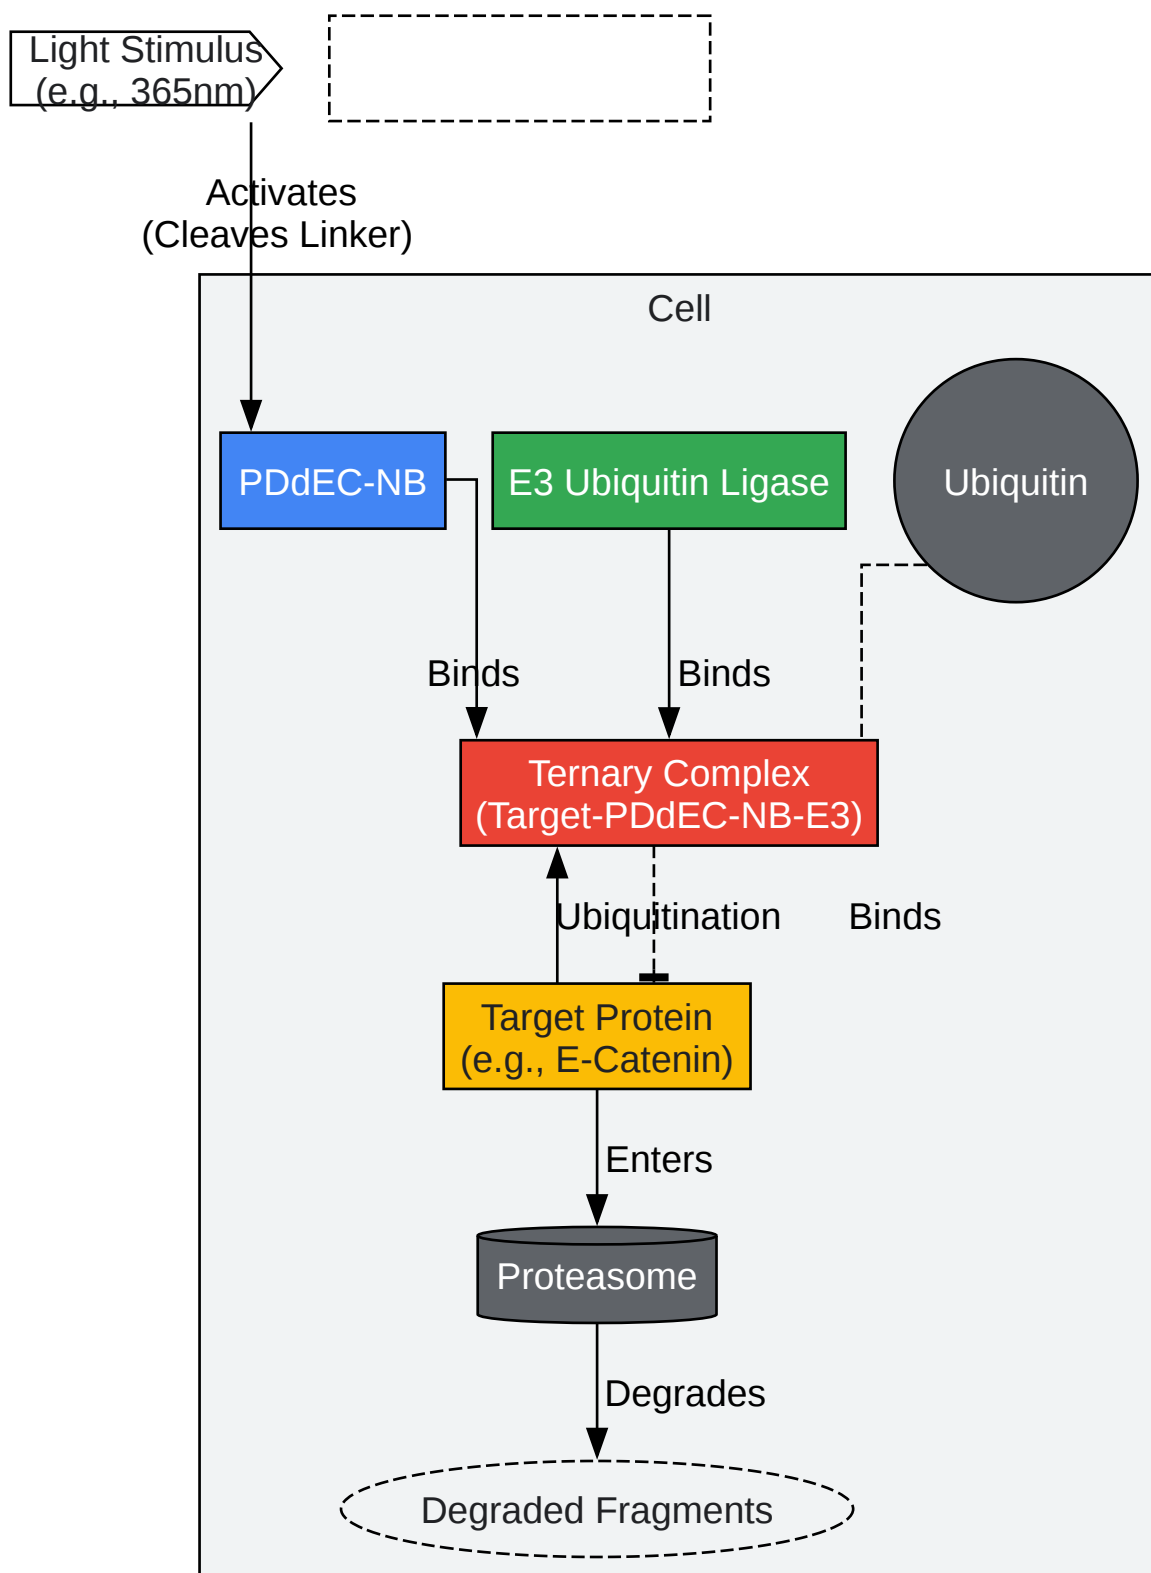 Light Stimulus
(e.g., 365nm)
Activates
(Cleaves Linker)
Cell
PDdEC-NB
E3 Ubiquitin Ligase
Ubiquitin
Binds
Binds
Ternary Complex
(Target-PDdEC-NB-E3)
Ubiquitination
Binds
Target Protein
(e.g., E-Catenin)
Enters
Proteasome
Degrades
Degraded Fragments